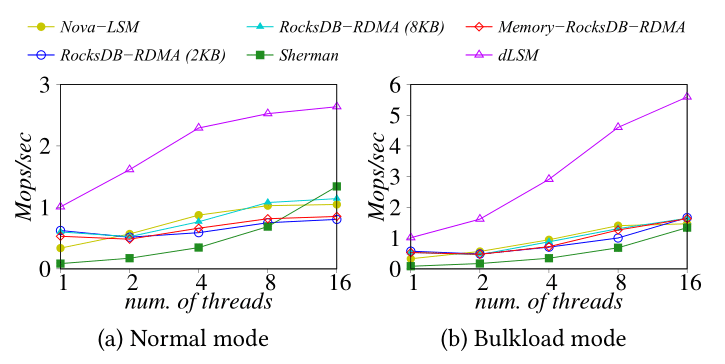 Nova−LSM RocksDB−RDMA (8KB) Memory−RocksDB−RDMA
RocksDB−RDMA (2KB) Sherman dLSM
3
2
1
0
Mops/sec
1 2 4 8 16
num. of threads
(a) Normal mode
6
5
4
3
2
1
0
Mops/sec
1 2 4 8 16
num. of threads
(b) Bulkload mode